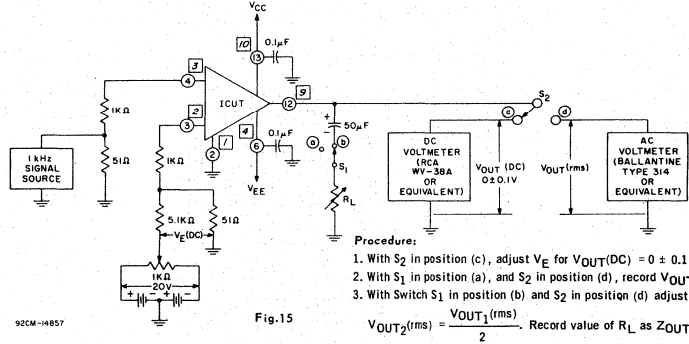 VCC
10
0.1µF
13
3
4
9
ICUT
12
S2
c
d
2
3
1
4
0.1µF
6
2
VEE
1KΩ
51Ω
1 kHz
SIGNAL
SOURCE
1KΩ
5.1KΩ
51Ω
VE(DC)
1KΩ
20V
+ - + -
+
-
50µF
a
b
S1
RL
DC
VOLTMETER
(RCA
WV-38A
OR
EQUIVALENT)
VOUT (DC)
0±0.1V
VOUT(rms)
AC
VOLTMETER
(BALLANTINE
TYPE 314
OR
EQUIVALENT)
Procedure:
1. With S2 in position (c), adjust VE for VOUT(DC) = 0 ± 0.1
2. With S1 in position (a), and S2 in position (d), record VOU
3. With Switch S1 in position (b) and S2 in position (d) adjust
VOUT2(rms) = VOUT1(rms) / 2. Record value of RL as ZOUT
92CM-14857
Fig.15